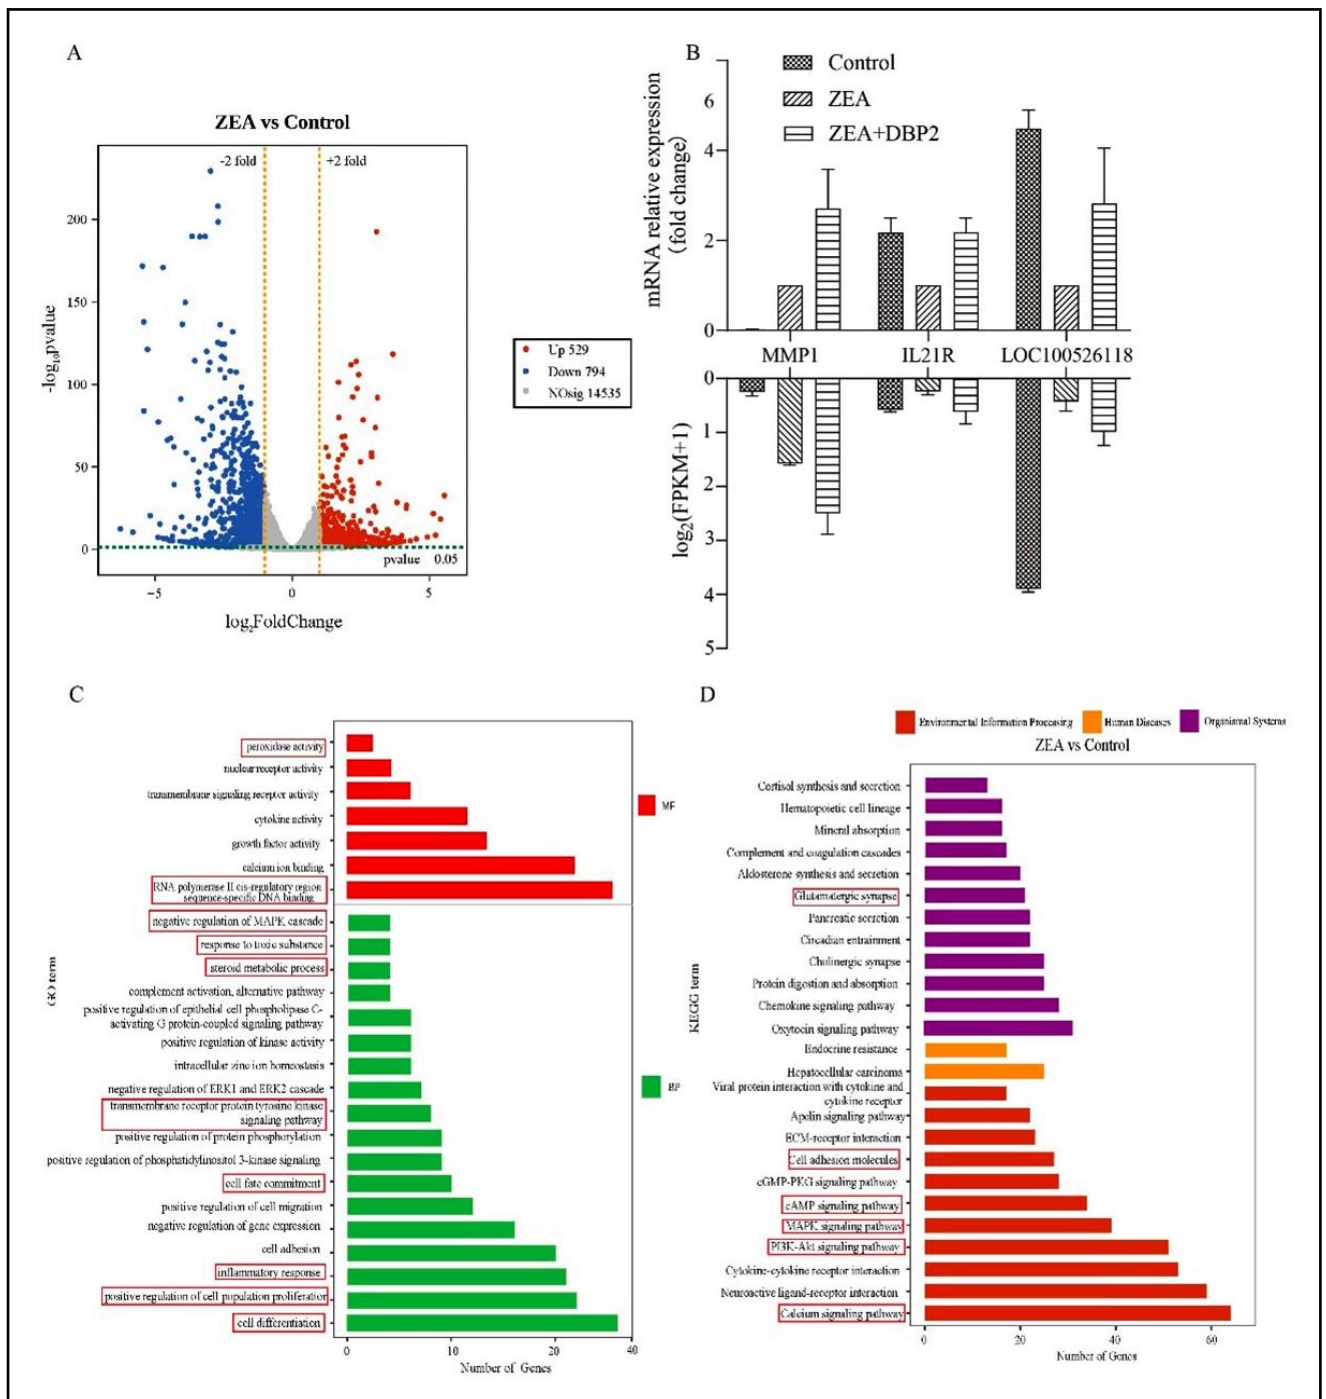 A
ZEA vs Control
-2 fold
+2 fold
200
150
100
50
0
-log10pvalue
pvalue 0.05
−5
0
5
log2FoldChange
Up 529
Down 794
NOsig 14535
B
Control
ZEA
ZEA+DBP2
mRNA relative expression
(fold change)
6
4
2
0
MMP1
IL21R
LOC100526118
0
1
2
3
4
5
log2(FPKM+1)
C
GO term
peroxidase activity
nuclear receptor activity
transmembrane signaling receptor activity
cytokine activity
growth factor activity
calcium ion binding
RNA polymerase II cis-regulatory region
sequence-specific DNA binding
negative regulation of MAPK cascade
response to toxic substance
steroid metabolic process
complement activation, alternative pathway
positive regulation of epithelial cell phospholipase C-
activating G protein-coupled signaling pathway
positive regulation of kinase activity
intracellular zinc ion homeostasis
negative regulation of ERK1 and ERK2 cascade
transmembrane receptor protein tyrosine kinase
signaling pathway
positive regulation of protein phosphorylation
positive regulation of phosphatidylinositol 3-kinase signaling
cell fate commitment
positive regulation of cell migration
negative regulation of gene expression
cell adhesion
inflammatory response
positive regulation of cell population proliferation
cell differentiation
MF
BP
0
10
20
40
Number of Genes
D
Environmental Information Processing
Human Diseases
Organismal Systems
ZEA vs Control
KEGG term
Cortisol synthesis and secretion
Hematopoietic cell lineage
Mineral absorption
Complement and coagulation cascades
Aldosterone synthesis and secretion
Glutamatergic synapse
Pancreatic secretion
Circadian entrainment
Cholinergic synapse
Protein digestion and absorption
Chemokine signaling pathway
Oxytocin signaling pathway
Endocrine resistance
Hepatocellular carcinoma
Viral protein interaction with cytokine and
cytokine receptor
Apelin signaling pathway
ECM-receptor interaction
Cell adhesion molecules
cGMP-PKG signaling pathway
cAMP signaling pathway
MAPK signaling pathway
PI3K-Akt signaling pathway
Cytokine-cytokine receptor interaction
Neuroactive ligand-receptor interaction
Calcium signaling pathway
0
20
40
60
Number of Genes